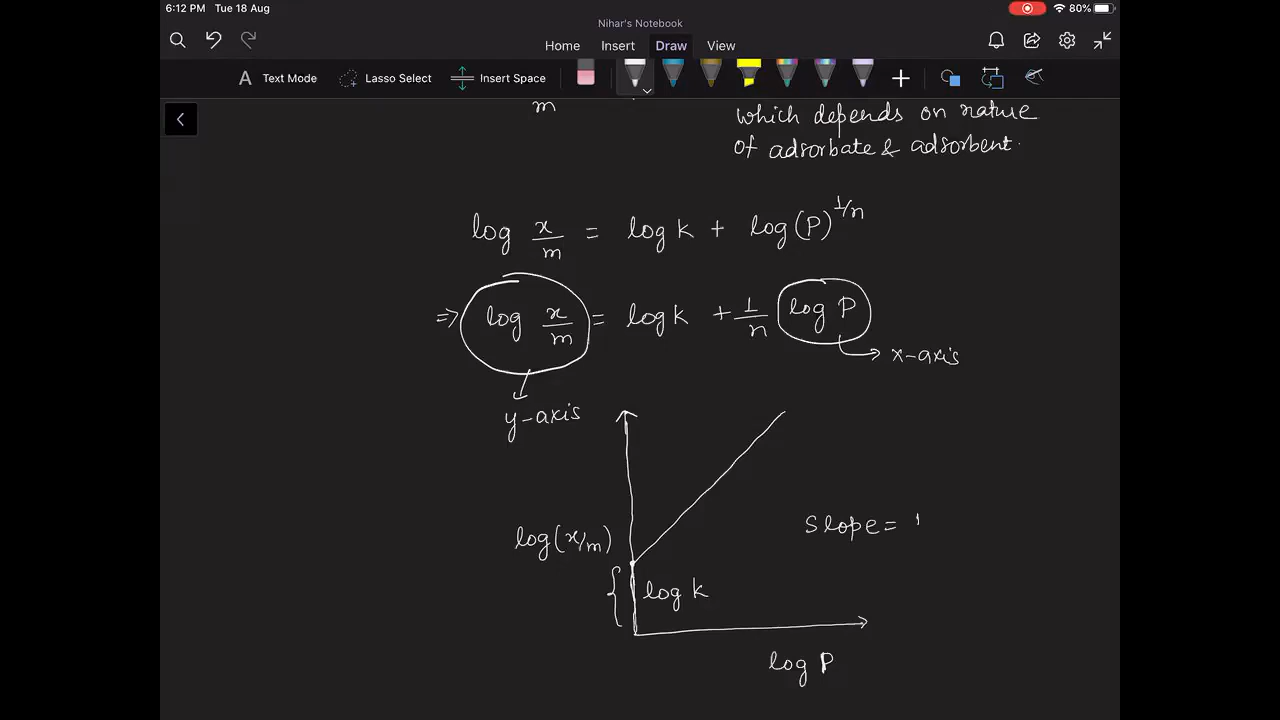 6:12 PM Tue 18 Aug
80%
Nihar's Notebook
Home Insert Draw View
Text Mode Lasso Select Insert Space
m
which depends on nature
of adsorbate & adsorbent.
log x/m = log k + log(P)^1/n
⇒ log x/m = log k + 1/n log P
x-axis
y-axis
log(x/m)
slope = 1
log k
log P